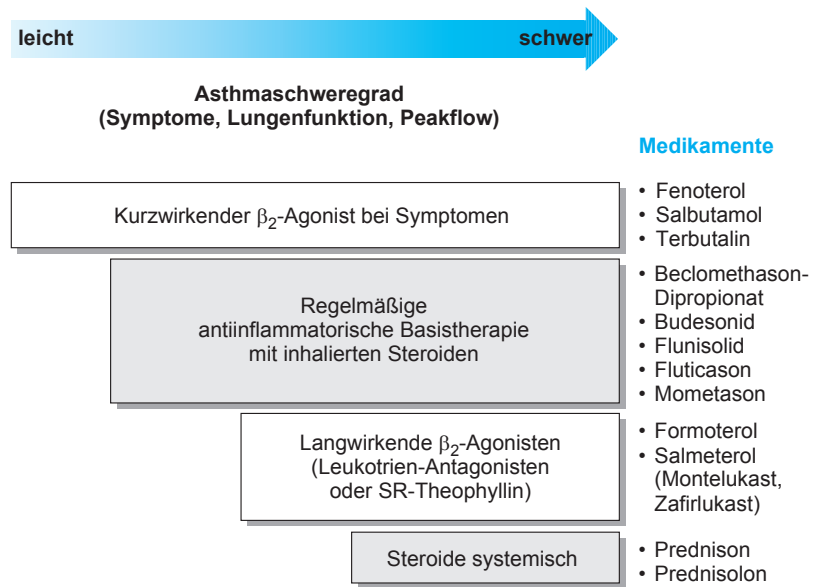 leicht schwer
Asthmaschweregrad
(Symptome, Lungenfunktion, Peakflow)
Medikamente
Kurzwirkender β₂-Agonist bei Symptomen
• Fenoterol
• Salbutamol
• Terbutalin
Regelmäßige
antiinflammatorische Basistherapie
mit inhalierten Steroiden
• Beclomethason-
Dipropionat
• Budesonid
• Flunisolid
• Fluticason
• Mometason
Langwirkende β₂-Agonisten
(Leukotrien-Antagonisten
oder SR-Theophyllin)
• Formoterol
• Salmeterol
(Montelukast,
Zafirlukast)
Steroide systemisch
• Prednison
• Prednisolon